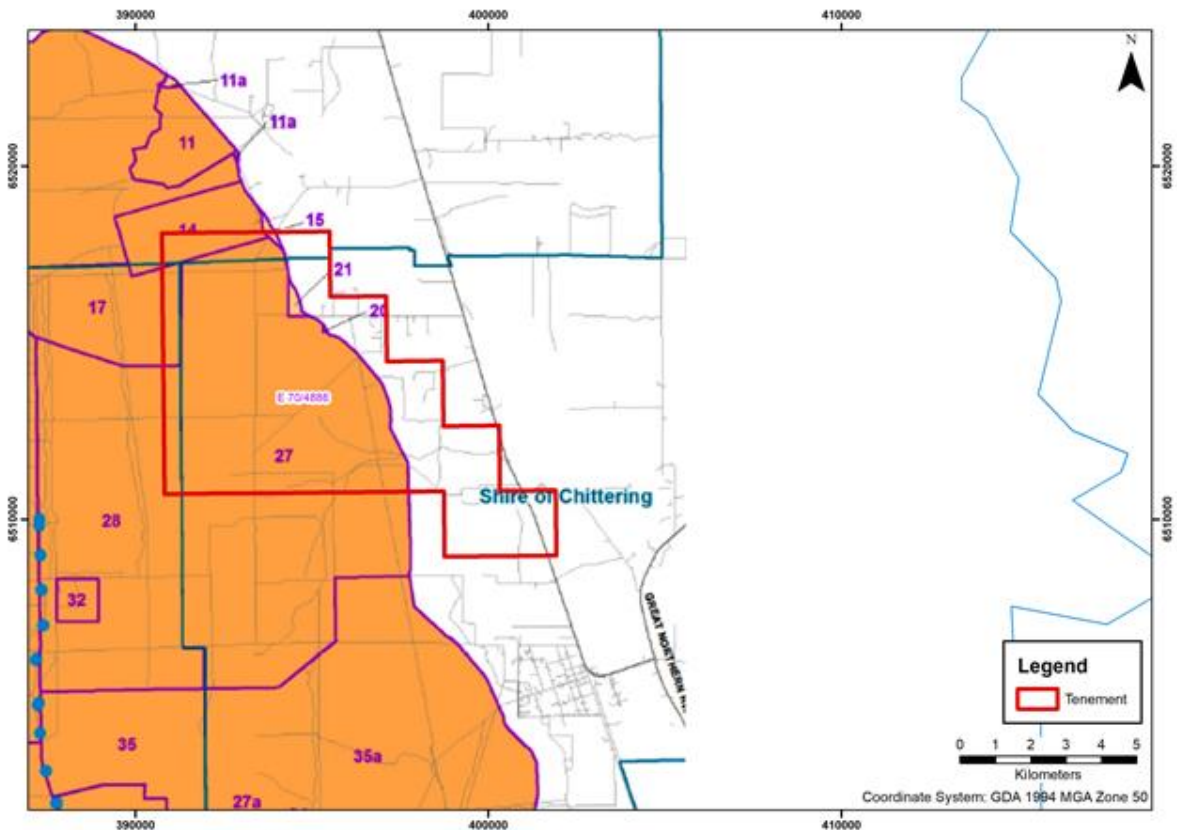 390000
400000
410000
N
11a
11a
11
6520000
6520000
15
14
21
17
20
E 70/4886
27
Shire of Chittering
28
6510000
6510000
32
GREAT NORTHERN
Legend
Tenement
35
35a
0 1 2 3 4 5
Kilometers
27a
Coordinate System: GDA 1994 MGA Zone 50
390000
400000
410000